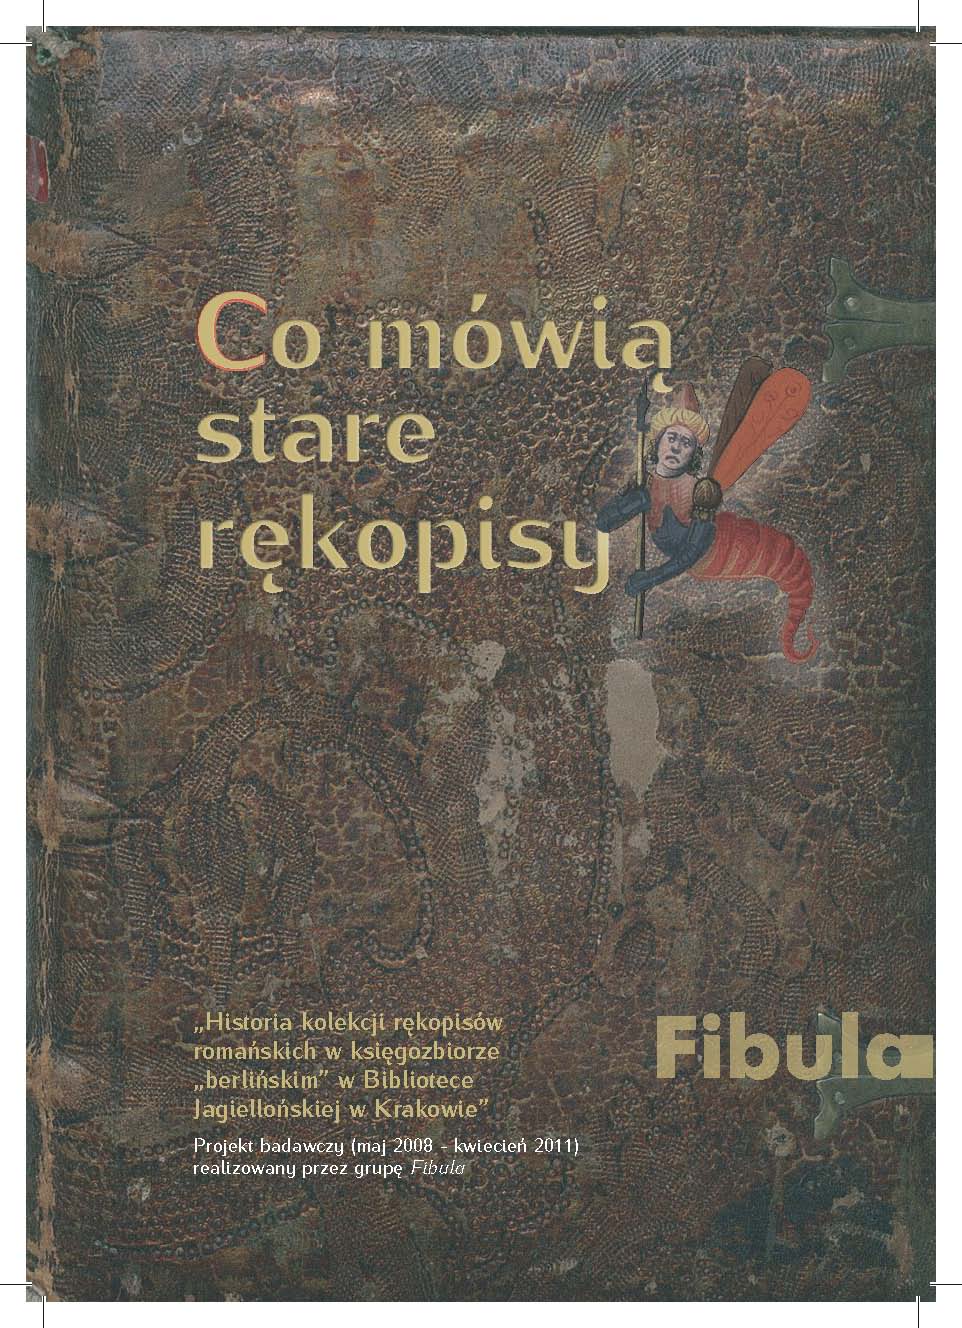 Co mówią
stare
rękopisy
„Historia kolekcji rękopisów
romańskich w księgozbiorze
„berlińskim” w Bibliotece
Jagiellońskiej w Krakowie”
Projekt badawczy (maj 2008 - kwiecień 2011)
realizowany przez grupę Fibula
Fibula